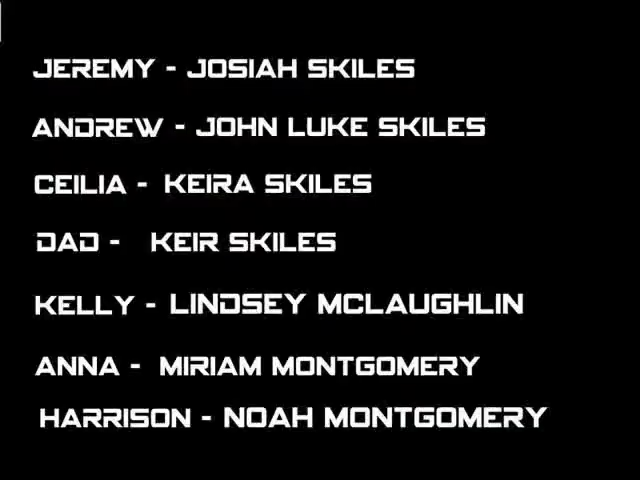 JEREMY - JOSIAH SKILES
ANDREW - JOHN LUKE SKILES
CEILIA - KEIRA SKILES
DAD - KEIR SKILES
KELLY - LINDSEY MCLAUGHLIN
ANNA - MIRIAM MONTGOMERY
HARRISON - NOAH MONTGOMERY